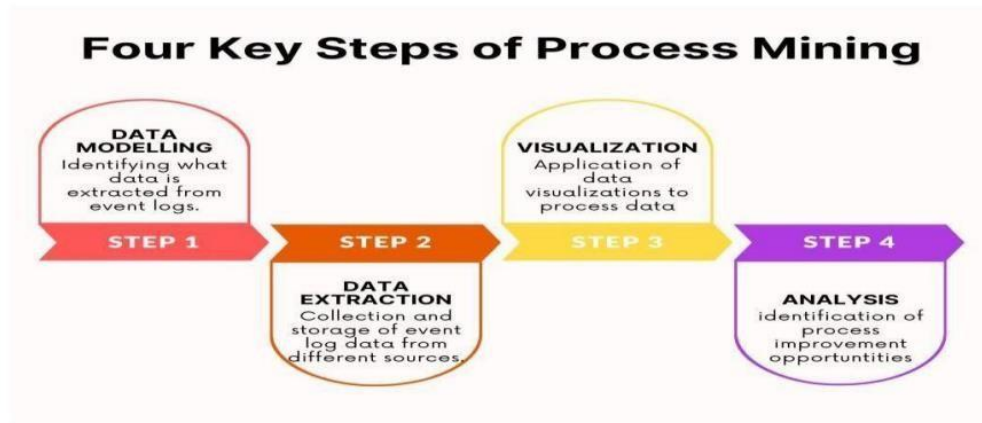 Four Key Steps of Process Mining
DATA
MODELLING
Identifying what
data is
extracted from
event logs.
STEP 1
STEP 2
DATA
EXTRACTION
Collection and
storage of event
log data from
different sources.
VISUALIZATION
Application of
data
visualizations to
process data
STEP 3
STEP 4
ANALYSIS
identification of
process
improvement
opportuntities